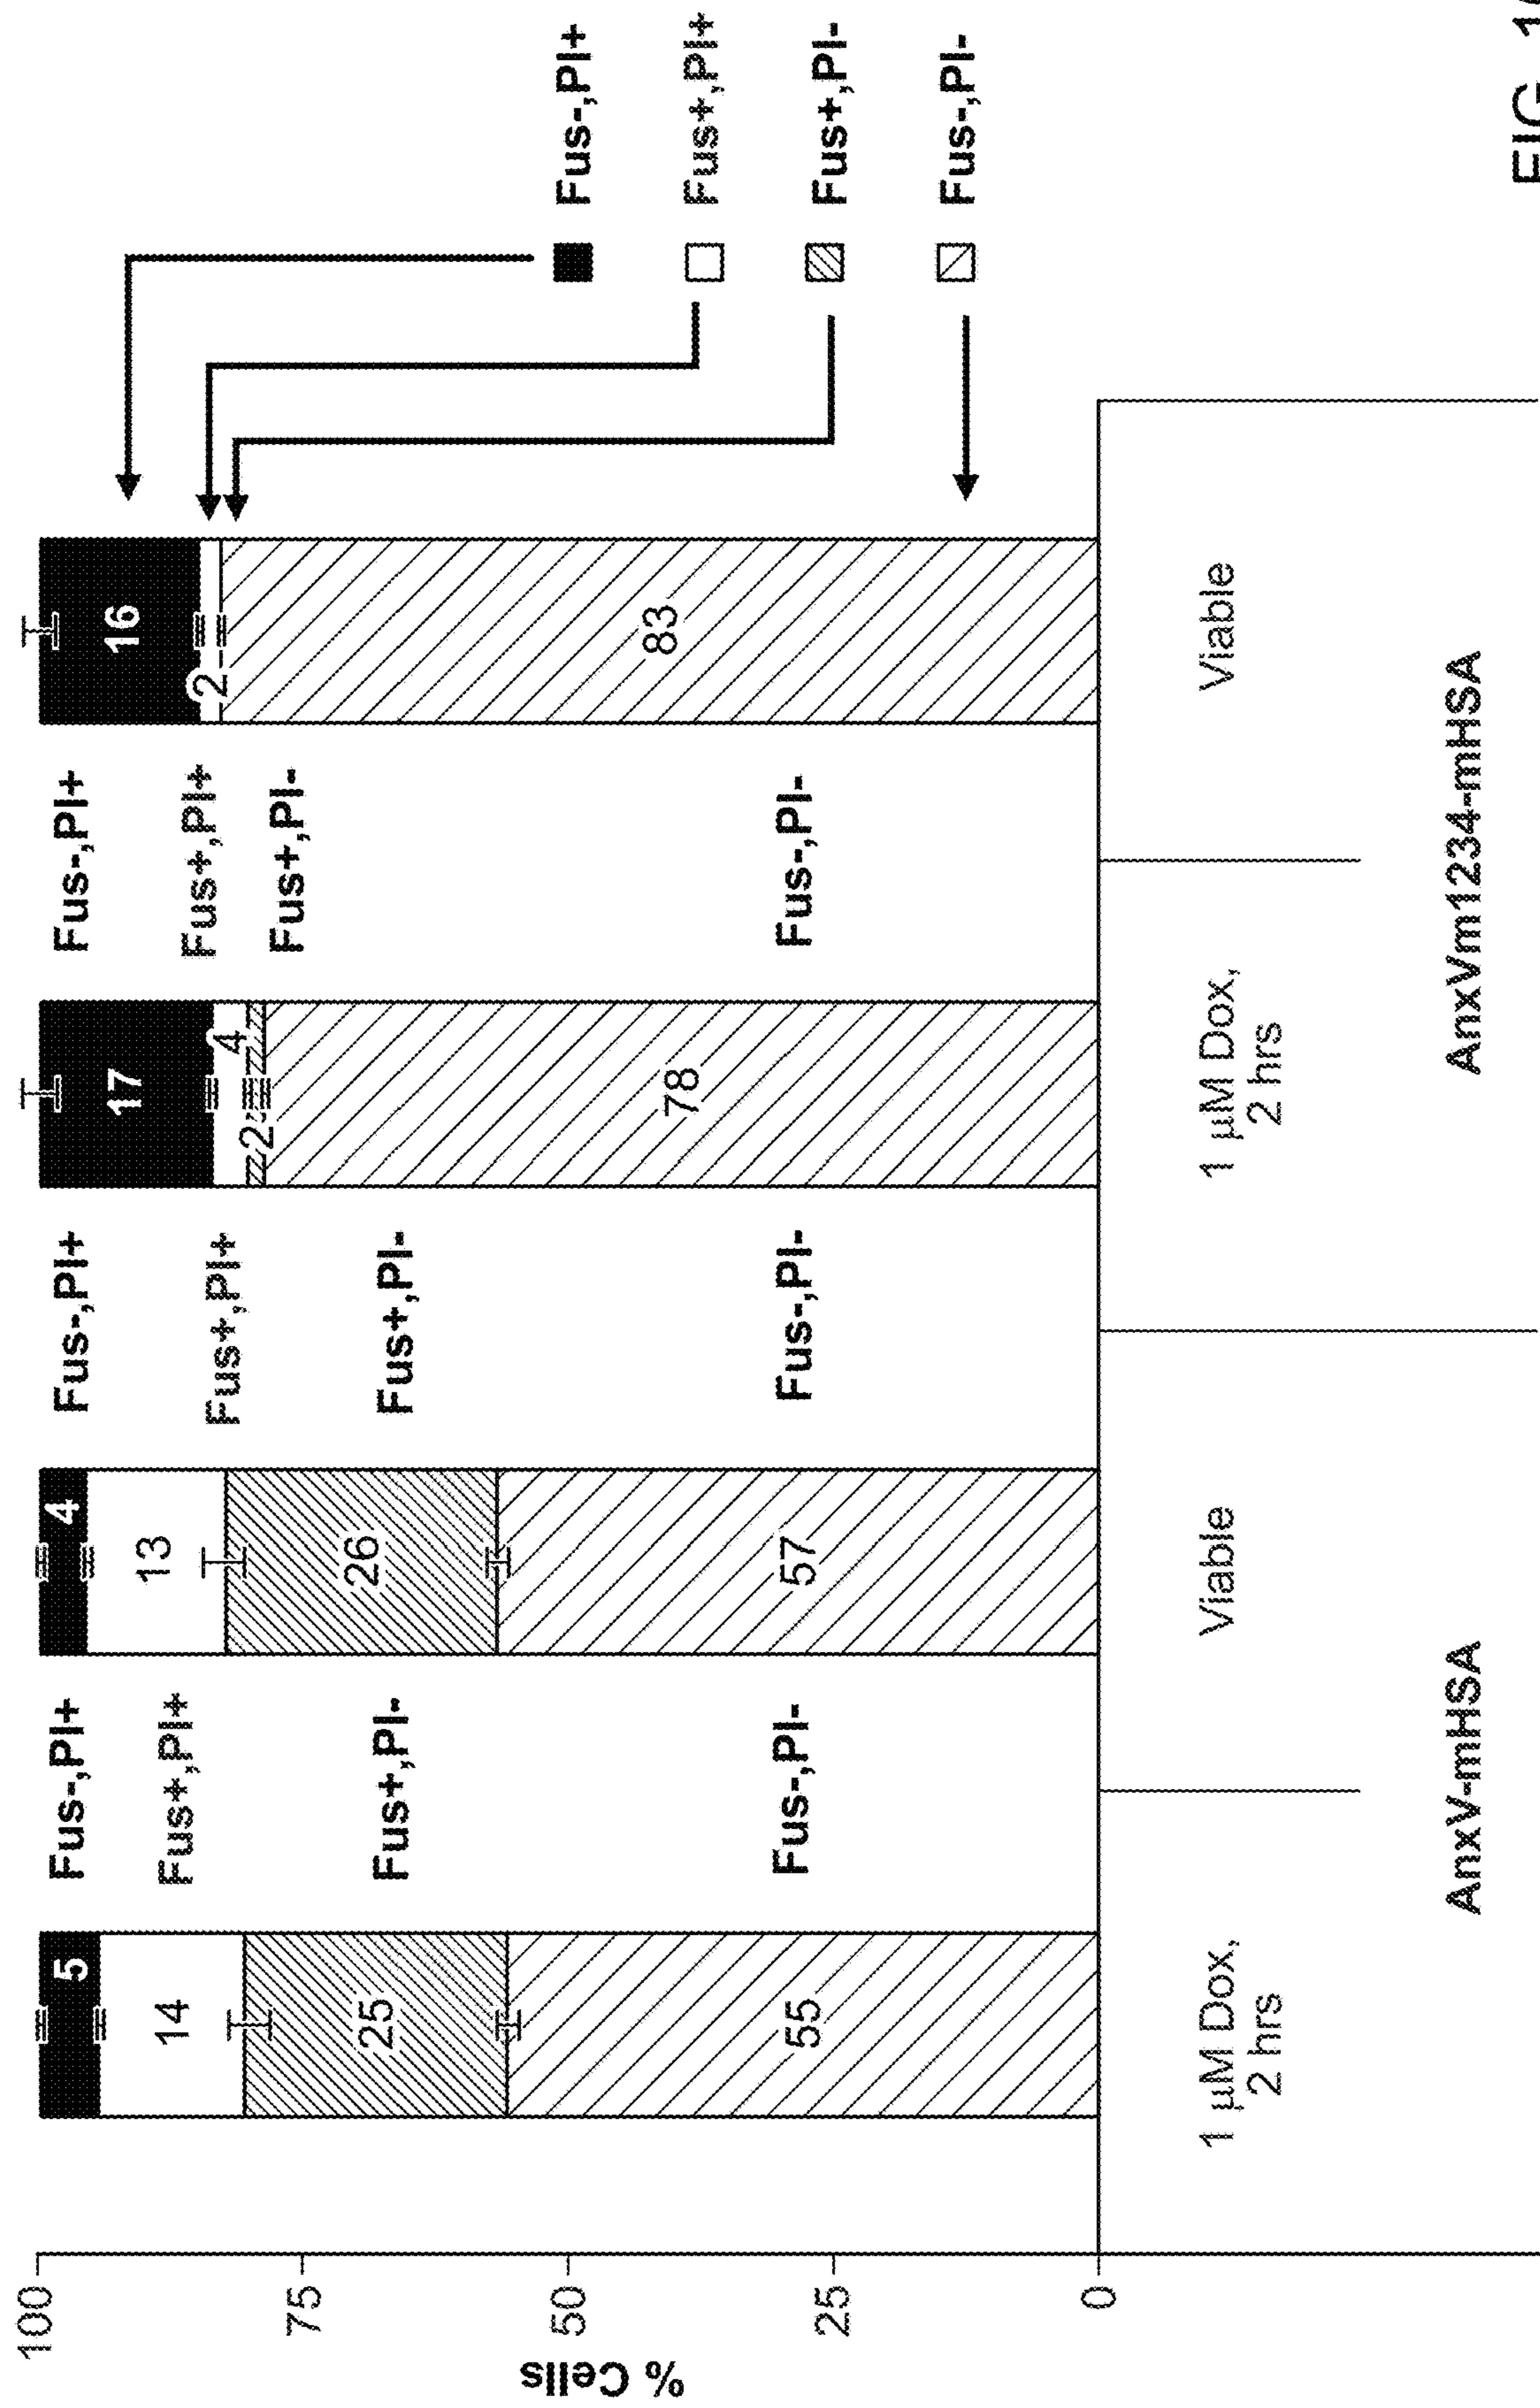 % Cells
100
75
50
25
0
5
14
25
55
Fus-,PI+
Fus+,PI+
Fus+,PI-
Fus-,PI-
4
13
26
57
Fus-,PI+
Fus+,PI+
Fus+,PI-
Fus-,PI-
17
4
2
78
Fus-,PI+
Fus+,PI+
Fus+,PI-
Fus-,PI-
16
2
83
Fus-,PI+
Fus+,PI+
Fus+,PI-
Fus-,PI-
1 µM Dox,
2 hrs
Viable
1 µM Dox,
2 hrs
Viable
AnxV-mHSA
AnxVm1234-mHSA
FIG.